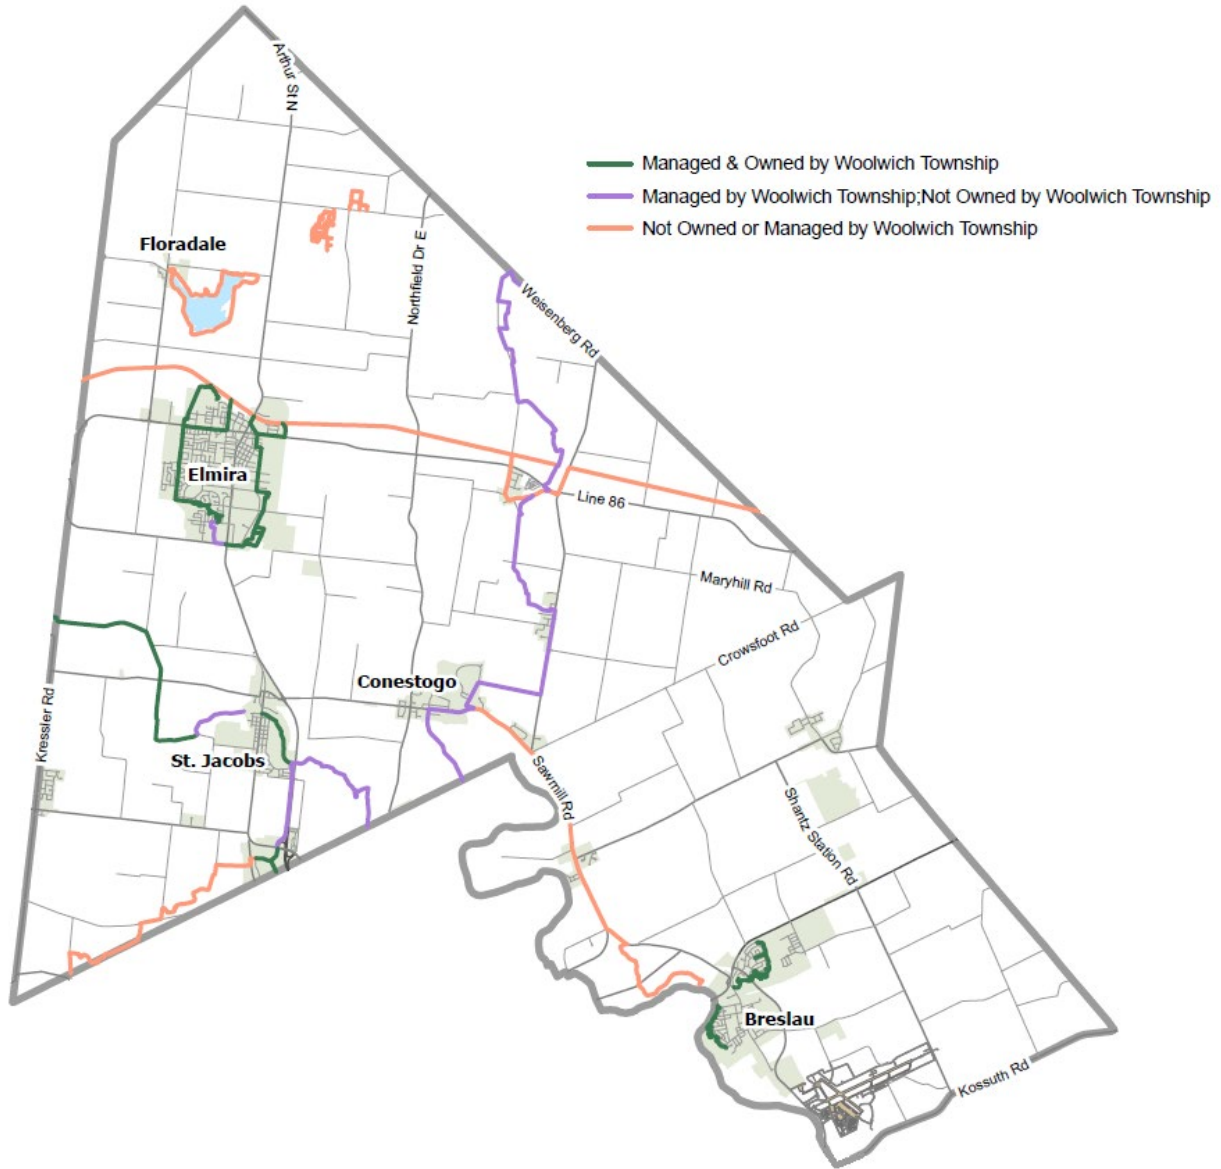 Arthur St N
Managed & Owned by Woolwich Township
Managed by Woolwich Township;Not Owned by Woolwich Township
Not Owned or Managed by Woolwich Township
Floradale
Northfield Dr E
Weisenberg Rd
Elmira
Line 86
Maryhill Rd
Crowsfoot Rd
Conestogo
Kressler Rd
St. Jacobs
Sawmill Rd
Shantz Station Rd
Breslau
Kossuth Rd